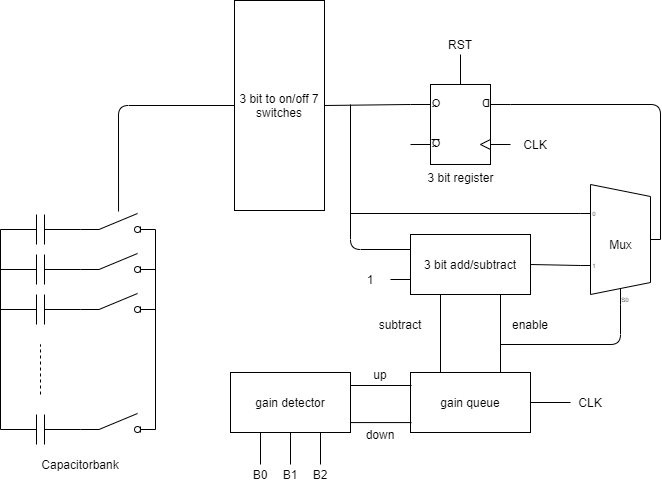 RST
3 bit to on/off 7
switches
Q
D
Q
CLK
3 bit register
0
Mux
3 bit add/subtract
1
1
S0
subtract
enable
up
gain detector
gain queue
CLK
down
Capacitorbank
B0
B1
B2